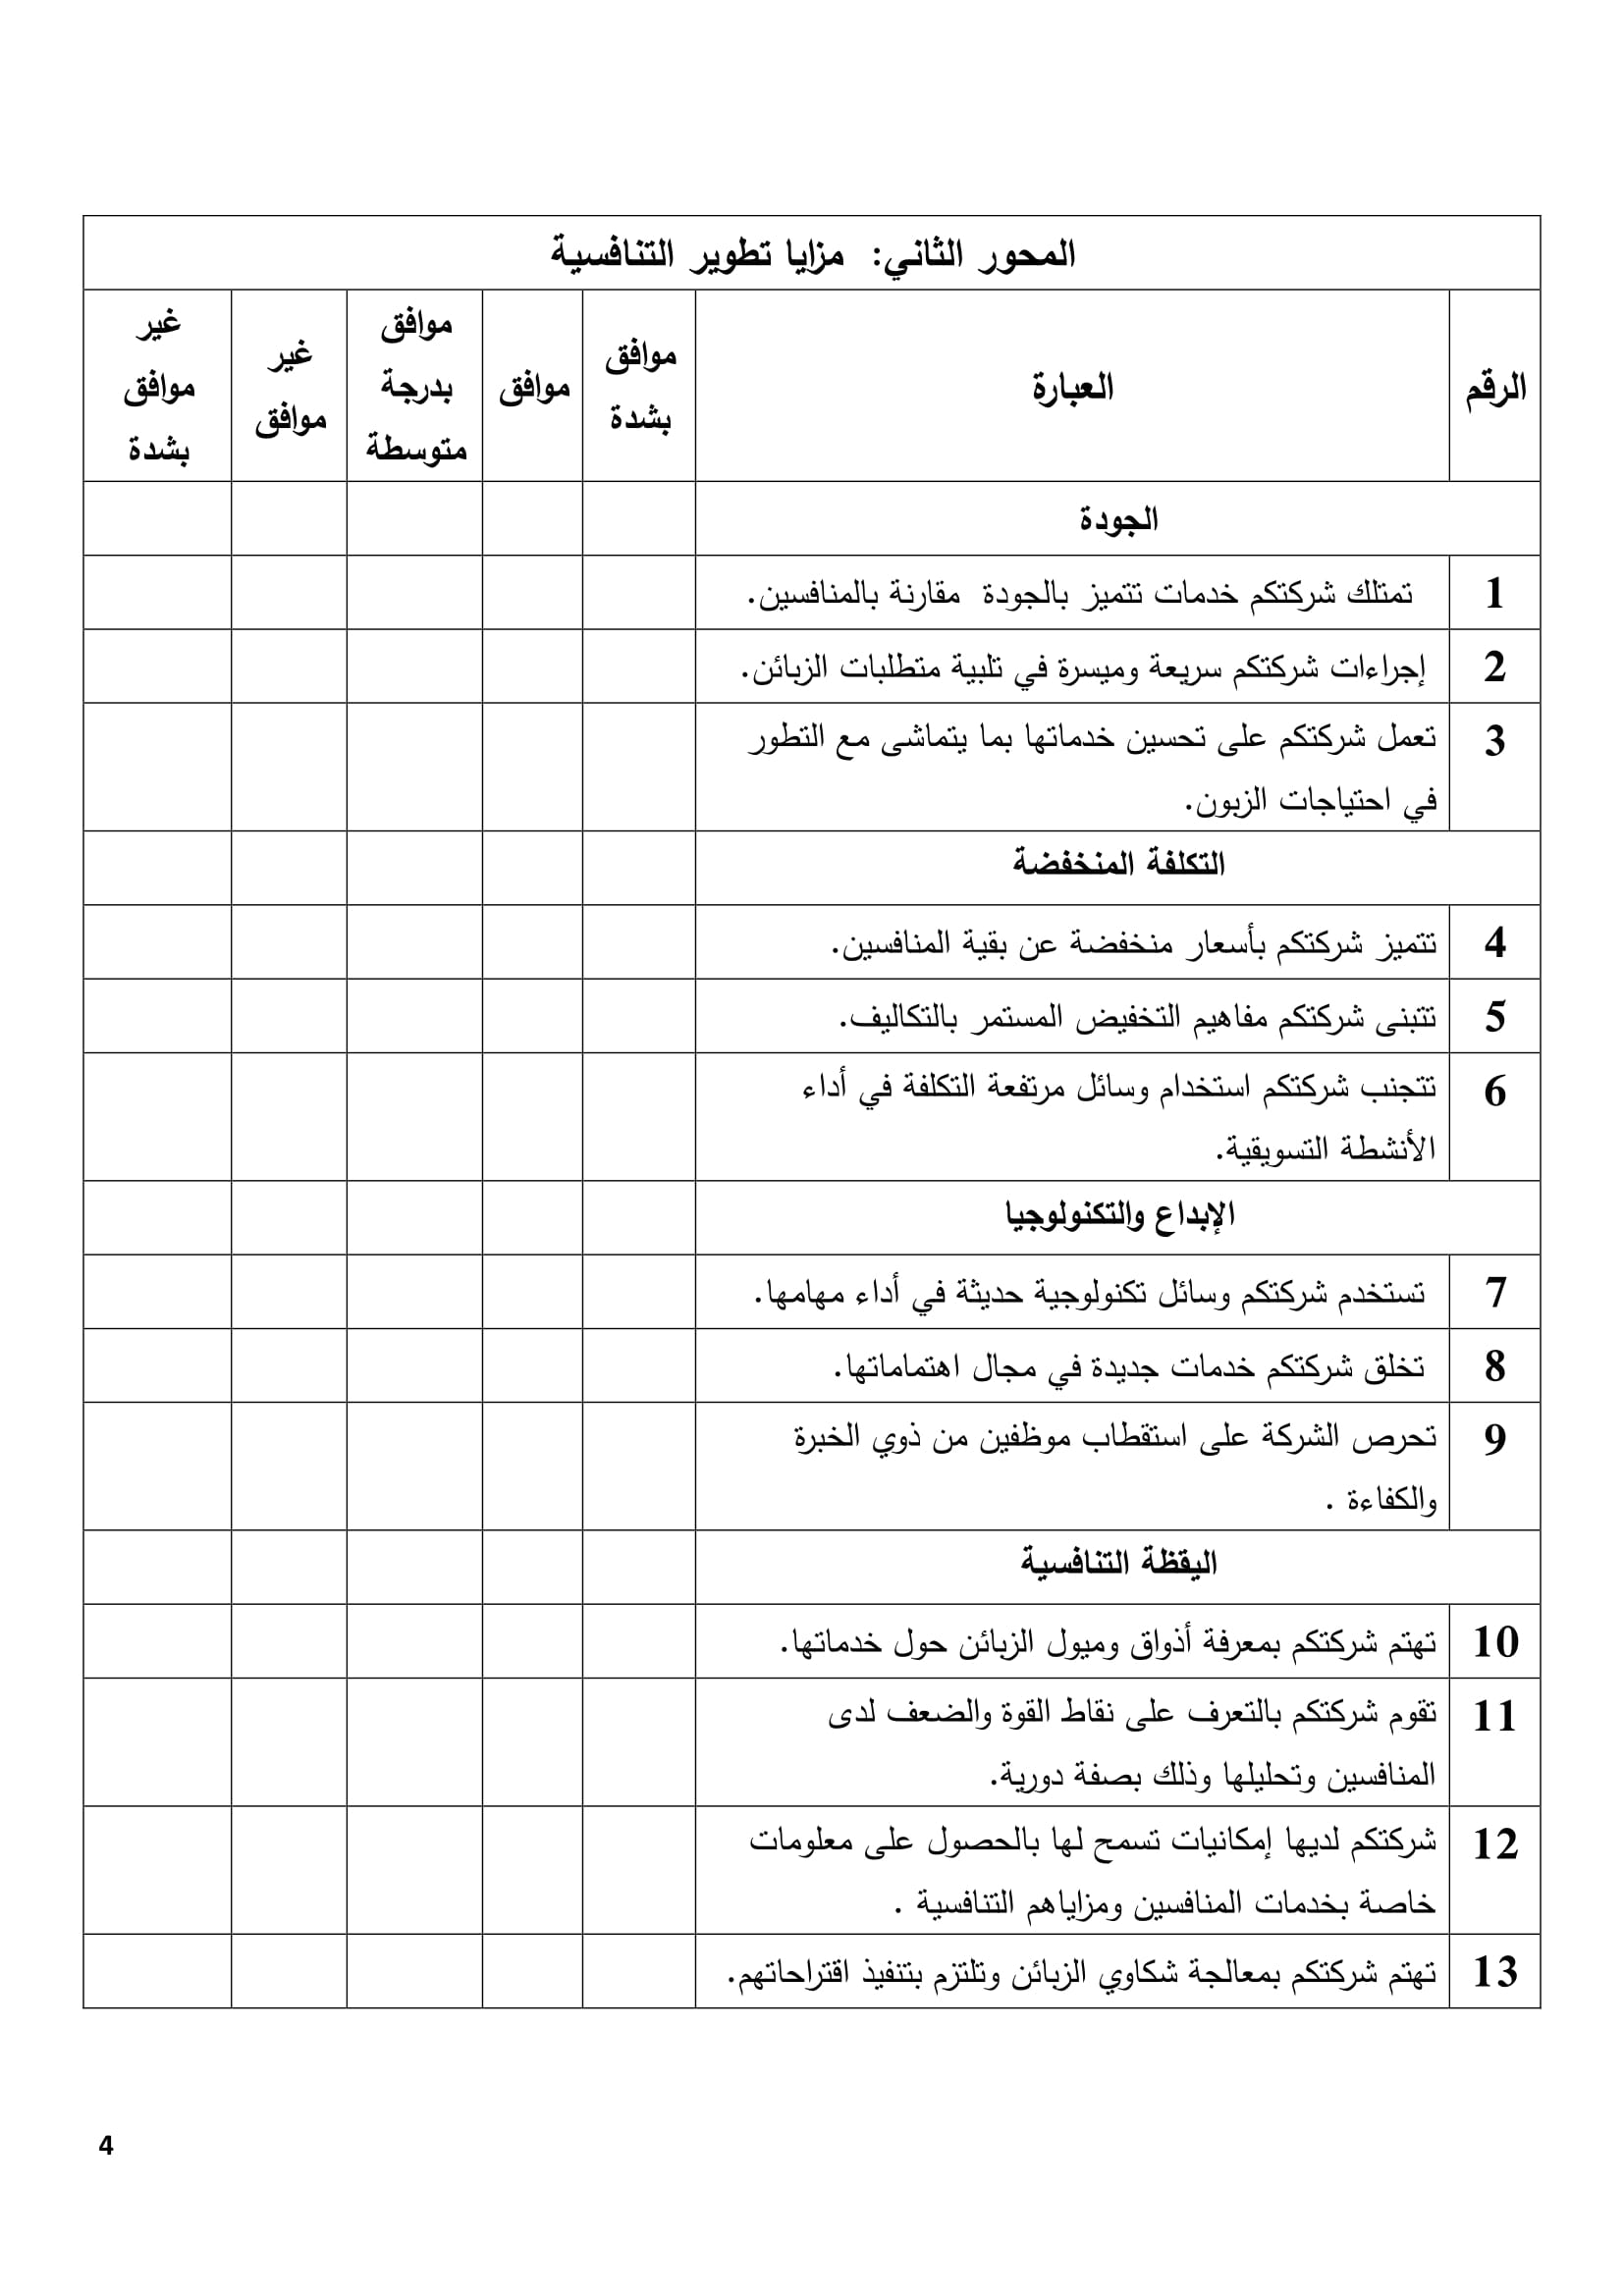 المحور الثاني:  مزايا تطوير التنافسية
الرقم
العبارة
موافق
بشدة
موافق
موافق
بدرجة
متوسطة
غير
موافق
غير
موافق
بشدة
الجودة
1
تمتلك شركتكم خدمات تتميز بالجودة  مقارنة بالمنافسين.
2
إجراءات شركتكم سريعة وميسرة في تلبية متطلبات الزبائن.
3
تعمل شركتكم على تحسين خدماتها بما يتماشى مع التطور
في احتياجات الزبون.
التكلفة المنخفضة
4
تتميز شركتكم بأسعار منخفضة عن بقية المنافسين.
5
تتبنى شركتكم مفاهيم التخفيض المستمر بالتكاليف.
6
تتجنب شركتكم استخدام وسائل مرتفعة التكلفة في أداء
الأنشطة التسويقية.
الإبداع والتكنولوجيا
7
تستخدم شركتكم وسائل تكنولوجية حديثة في أداء مهامها.
8
تخلق شركتكم خدمات جديدة في مجال اهتماماتها.
9
تحرص الشركة على استقطاب موظفين من ذوي الخبرة
والكفاءة .
اليقظة التنافسية
10
تهتم شركتكم بمعرفة أذواق وميول الزبائن حول خدماتها.
11
تقوم شركتكم بالتعرف على نقاط القوة والضعف لدى
المنافسين وتحليلها وذلك بصفة دورية.
12
شركتكم لديها إمكانيات تسمح لها بالحصول على معلومات
خاصة بخدمات المنافسين ومزاياهم التنافسية .
13
تهتم شركتكم بمعالجة شكاوي الزبائن وتلتزم بتنفيذ اقتراحاتهم.
4